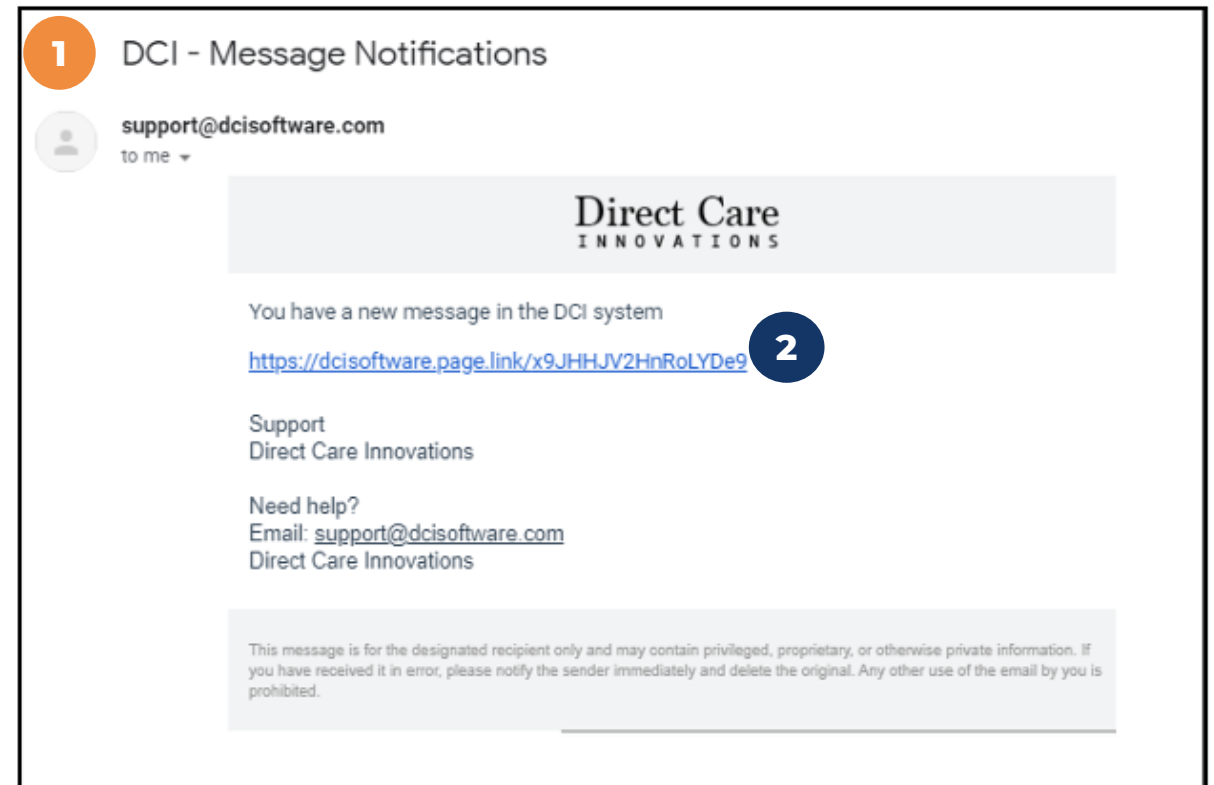 1
DCI - Message Notifications
support@dcisoftware.com
to me
Direct Care
INNOVATIONS
You have a new message in the DCI system
https://dcisoftware.page.link/x9JHHJV2HnRoLYDe9
2
Support
Direct Care Innovations
Need help?
Email: support@dcisoftware.com
Direct Care Innovations
This message is for the designated recipient only and may contain privileged, proprietary, or otherwise private information. If
you have received it in error, please notify the sender immediately and delete the original. Any other use of the email by you is
prohibited.